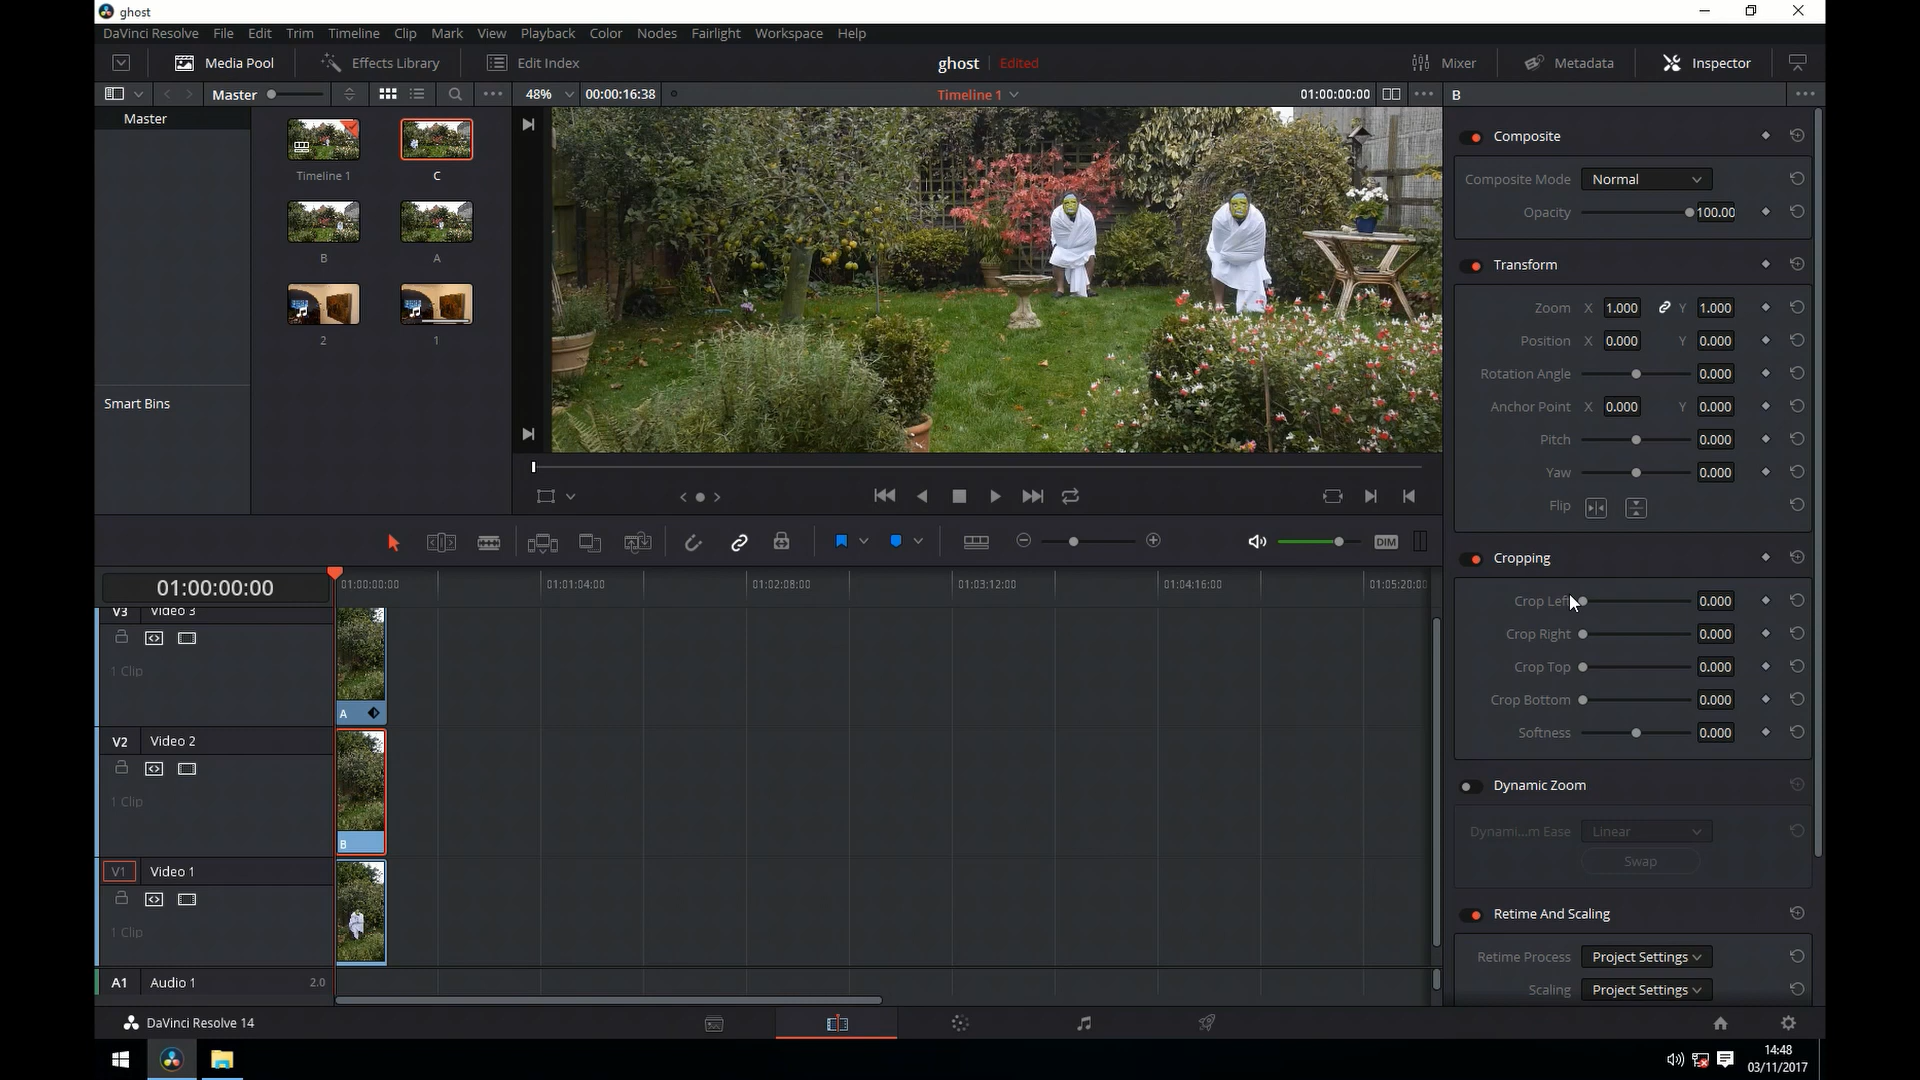 ghost
DaVinci Resolve File Edit Trim Timeline Clip Mark View Playback Color Nodes Fairlight Workspace Help
Media Pool Effects Library Edit Index ghost Edited Mixer Metadata Inspector
Master 48% 00:00:16:38 Timeline 1 01:00:00:00 B
Master
Timeline 1 C
B A
2 1
Smart Bins
Composite
Composite Mode Normal
Opacity 100.00
Transform
Zoom X 1.000 Y 1.000
Position X 0.000 Y 0.000
Rotation Angle 0.000
Anchor Point X 0.000 Y 0.000
Pitch 0.000
Yaw 0.000
Flip
Cropping
Crop Left 0.000
Crop Right 0.000
Crop Top 0.000
Crop Bottom 0.000
Softness 0.000
Dynamic Zoom
Dynami...m Ease Linear
Swap
Retime And Scaling
Retime Process Project Settings
Scaling Project Settings
DIM
01:00:00:00 01:00:00:00 01:01:04:00 01:02:08:00 01:03:12:00 01:04:16:00 01:05:20:00
V3 Video 3
1 Clip
A
V2 Video 2
1 Clip
B
V1 Video 1
1 Clip
A1 Audio 1 2.0
DaVinci Resolve 14
14:48
03/11/2017